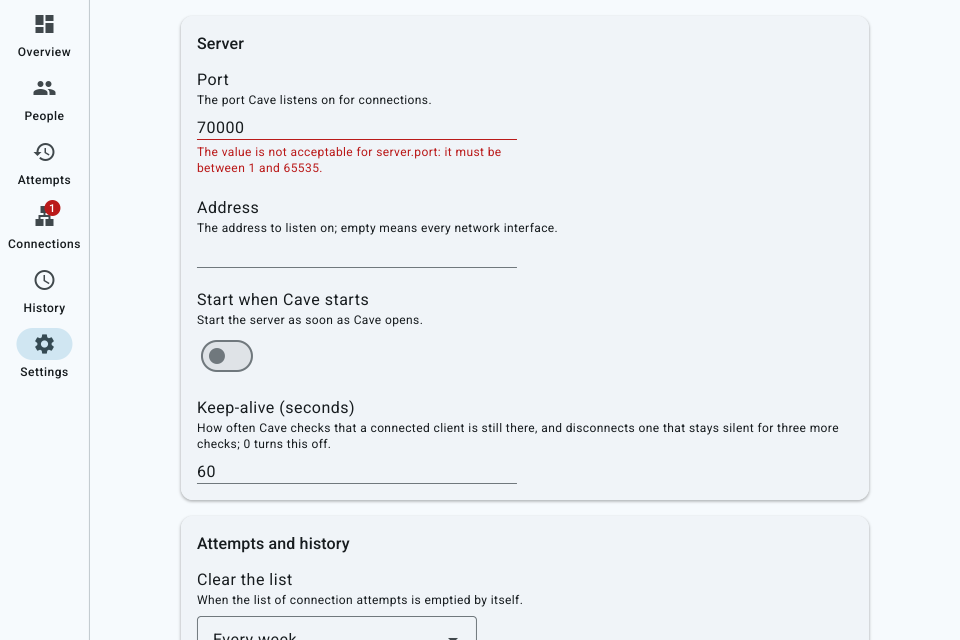 Overview
People
Attempts
1
Connections
History
Settings
Server
Port
The port Cave listens on for connections.
70000
The value is not acceptable for server.port: it must be
between 1 and 65535.
Address
The address to listen on; empty means every network interface.
Start when Cave starts
Start the server as soon as Cave opens.
Keep-alive (seconds)
How often Cave checks that a connected client is still there, and disconnects one that stays silent for three more
checks; 0 turns this off.
60
Attempts and history
Clear the list
When the list of connection attempts is emptied by itself.
Every week